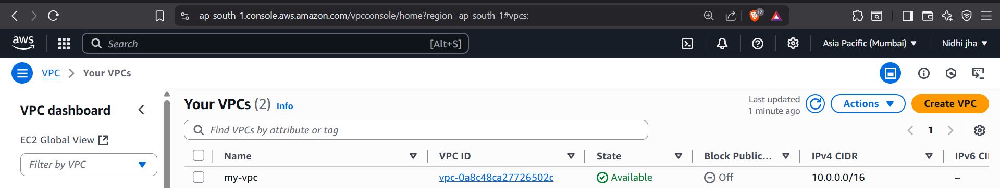 ap-south-1.console.aws.amazon.com/vpcconsole/home?region=ap-south-1#vpcs:
12
aws
Search
[Alt+S]
Asia Pacific (Mumbai)
Nidhi jha
VPC
Your VPCs
VPC dashboard
EC2 Global View
Filter by VPC
Your VPCs (2) Info
Last updated
1 minute ago
Actions
Create VPC
Find VPCs by attribute or tag
1
Name VPC ID State Block Public... IPv4 CIDR IPv6 CI
my-vpc vpc-0a8c48ca27726502c Available Off 10.0.0.0/16 –